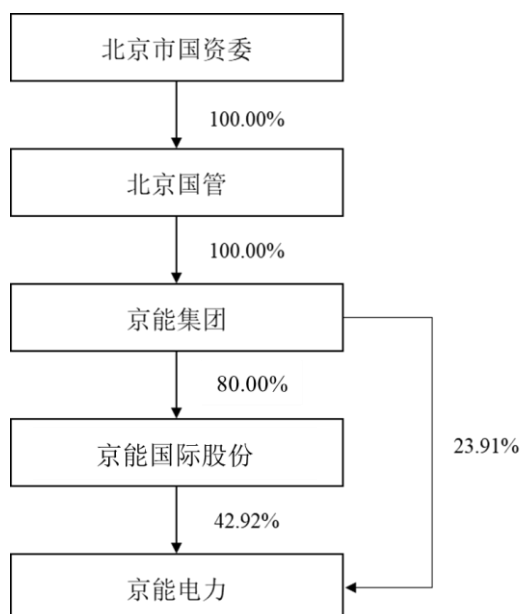 北京市国资委
100.00%
北京国管
100.00%
京能集团
80.00%
京能国际股份
23.91%
42.92%
京能电力